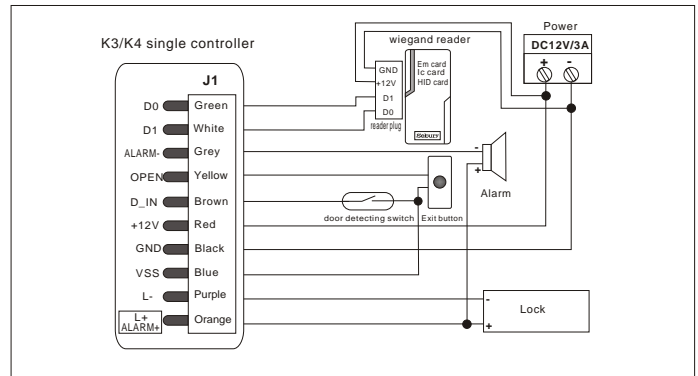 Power
K3/K4 single controller
wiegand reader
DC12V/3A
+ -
J1
GND
+12V
D1
D0
reader plug
Em card
Ic card
HID card
D0 Green
D1 White
ALARM- Grey
OPEN Yellow
D_IN Brown
+12V Red
GND Black
VSS Blue
L- Purple
L+
ALARM+ Orange
-
+
Alarm
door detecting switch
Exit button
-
+
Lock